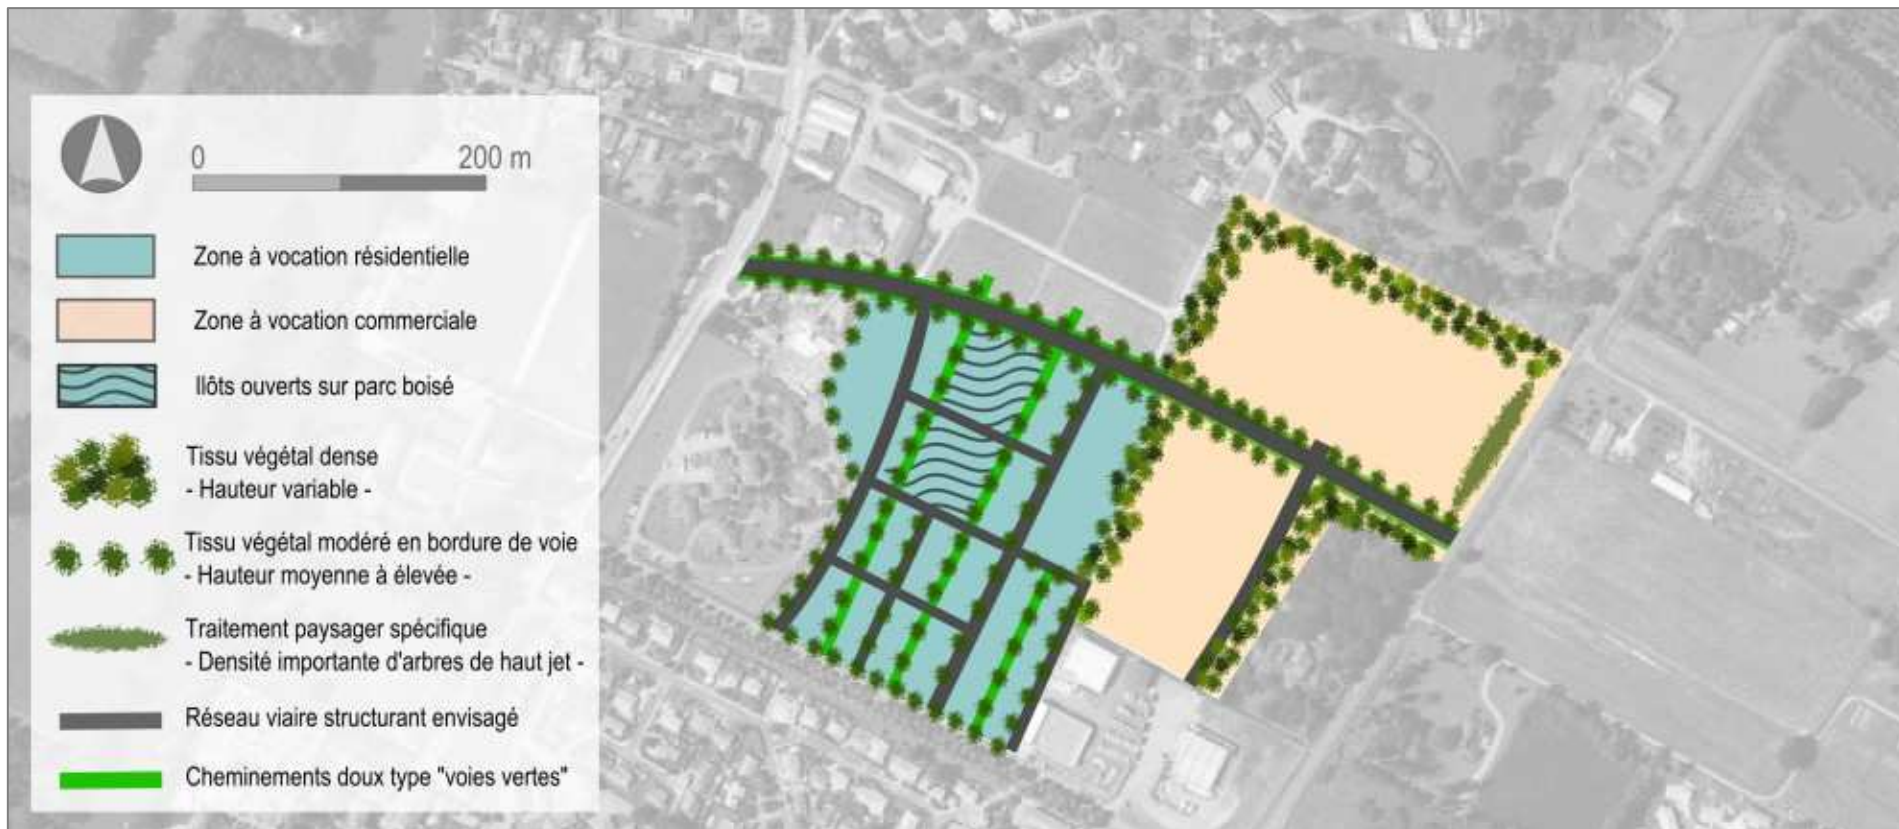 0 200 m
Zone à vocation résidentielle
Zone à vocation commerciale
Ilôts ouverts sur parc boisé
Tissu végétal dense
- Hauteur variable -
Tissu végétal modéré en bordure de voie
- Hauteur moyenne à élevée -
Traitement paysager spécifique
- Densité importante d'arbres de haut jet -
Réseau viaire structurant envisagé
Cheminements doux type "voies vertes"